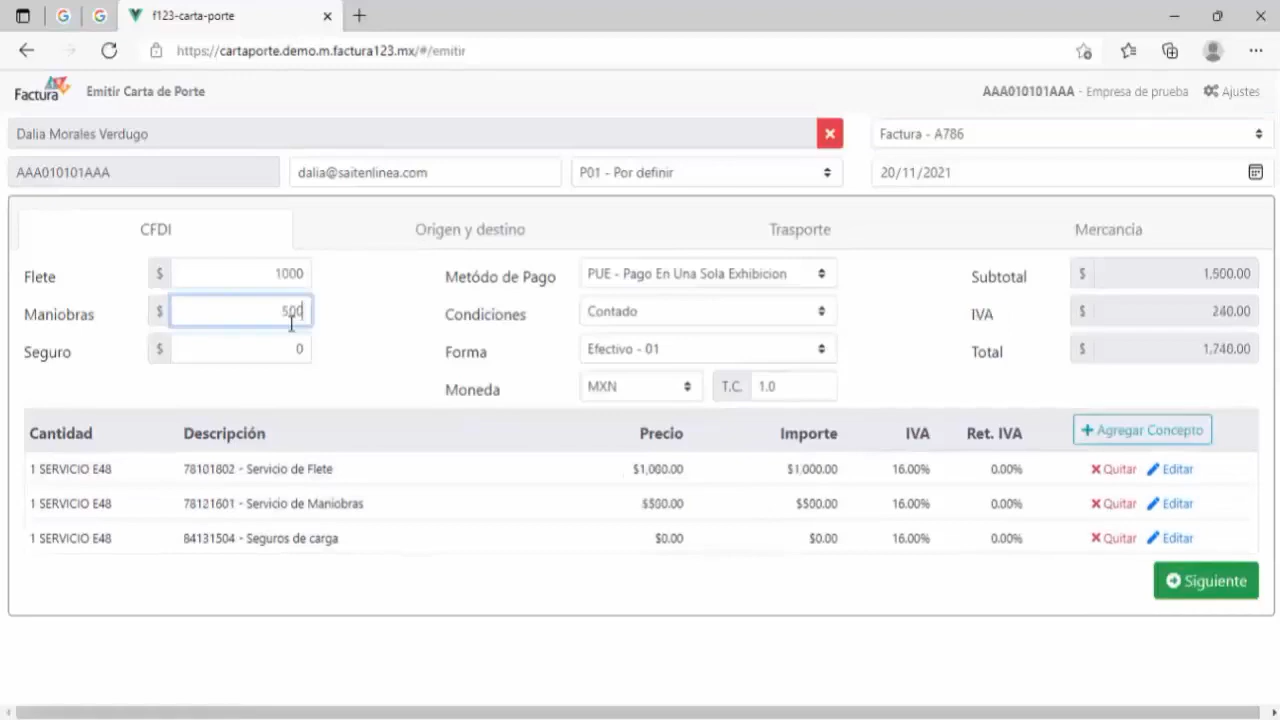 f123-carta-porte
https://cartaporte.demo.m.factura123.mx/#/emitir
Factura Emitir Carta de Porte AAA010101AAA - Empresa de prueba Ajustes
Dalia Morales Verdugo Factura - A786
AAA010101AAA dalia@saitenlinea.com P01 - Por definir 20/11/2021
CFDI Origen y destino Trasporte Mercancía
Flete $ 1000 Metódo de Pago PUE - Pago En Una Sola Exhibicion Subtotal $ 1,500.00
Maniobras $ 500 Condiciones Contado IVA $ 240.00
Seguro $ 0 Forma Efectivo - 01 Total $ 1,740.00
Moneda MXN T.C. 1.0
Cantidad Descripción Precio Importe IVA Ret. IVA Agregar Concepto
1 SERVICIO E48 78101802 - Servicio de Flete $1,000.00 $1,000.00 16.00% 0.00% Quitar Editar
1 SERVICIO E48 78121601 - Servicio de Maniobras $500.00 $500.00 16.00% 0.00% Quitar Editar
1 SERVICIO E48 84131504 - Seguros de carga $0.00 $0.00 16.00% 0.00% Quitar Editar
Siguiente